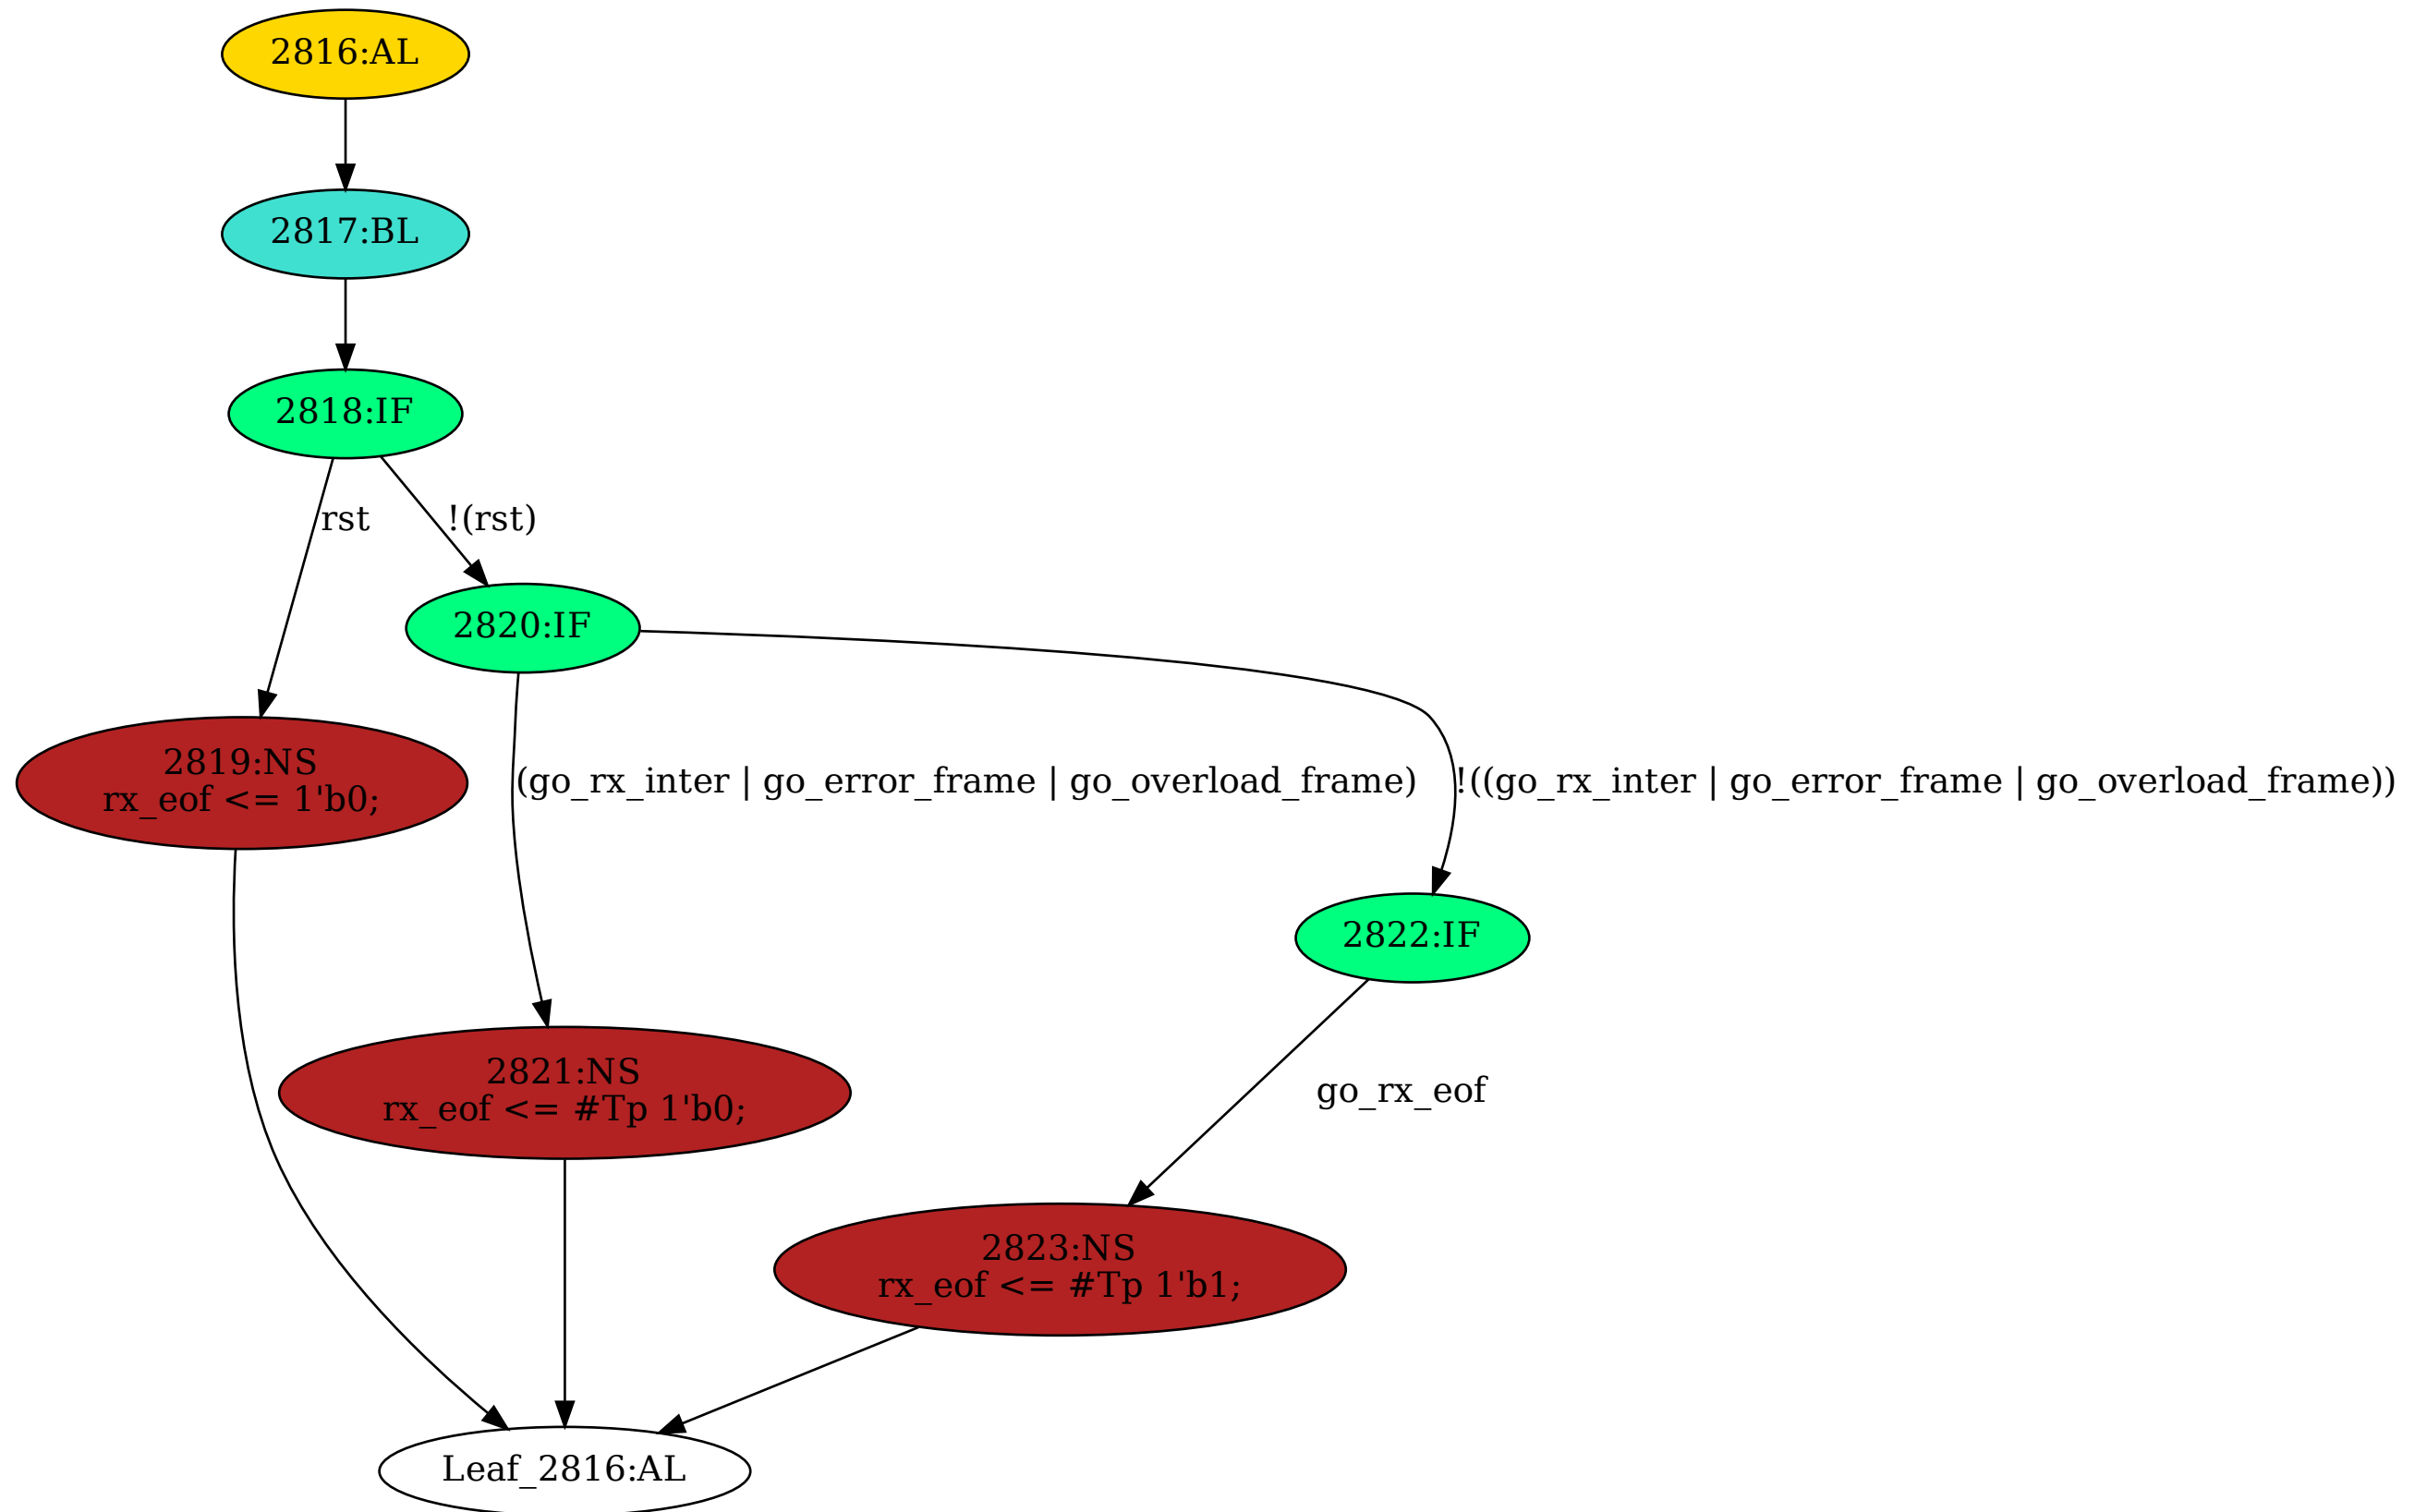 2816:AL
2817:BL
2818:IF
rst
!(rst)
2820:IF
2819:NS
rx_eof <= 1'b0;
(go_rx_inter | go_error_frame | go_overload_frame)
!((go_rx_inter | go_error_frame | go_overload_frame))
2822:IF
2821:NS
rx_eof <= #Tp 1'b0;
go_rx_eof
2823:NS
rx_eof <= #Tp 1'b1;
Leaf_2816:AL